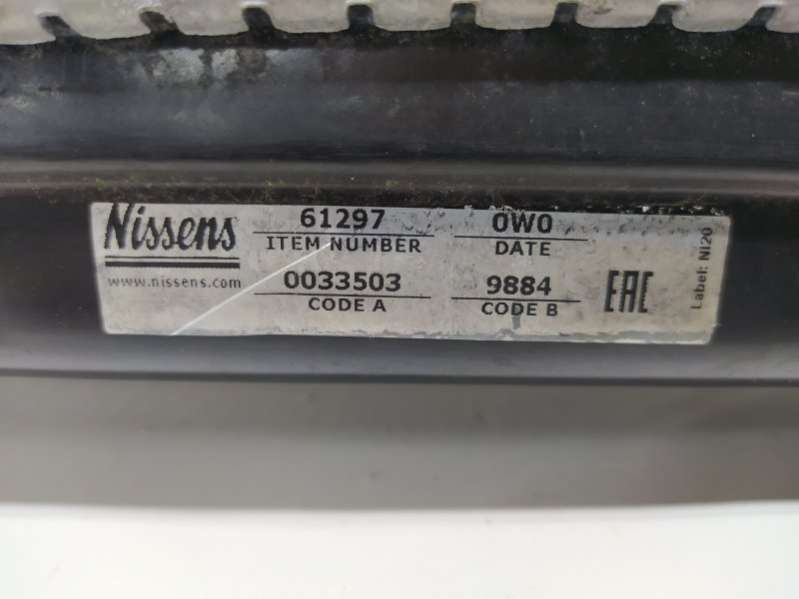 Nissens
www.nissens.com
61297
ITEM NUMBER
0W0
DATE
0033503
CODE A
9884
CODE B
EAC
Label: NI20